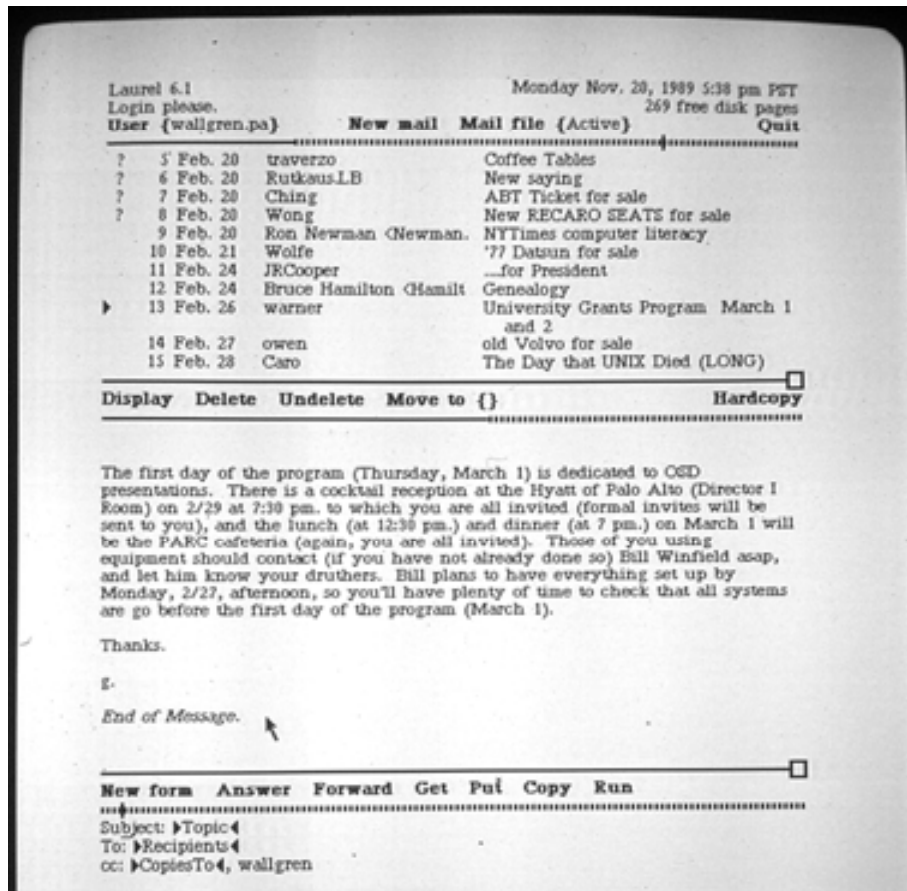 Laurel 6.1 Monday Nov. 20, 1989 5:38 pm PST
Login please. 269 free disk pages
User {wallgren.pa} New mail Mail file {Active} Quit
? 5 Feb. 20 traverzo Coffee Tables
? 6 Feb. 20 Rutkaus.LB New saying
? 7 Feb. 20 Ching ABT Ticket for sale
? 8 Feb. 20 Wong New RECARO SEATS for sale
9 Feb. 20 Ron Newman <Newman. NYTimes computer literacy
10 Feb. 21 Wolfe '77 Datsun for sale
11 Feb. 24 JRCooper ....for President
12 Feb. 24 Bruce Hamilton <Hamilt Genealogy
13 Feb. 26 warner University Grants Program March 1
and 2
14 Feb. 27 owen old Volvo for sale
15 Feb. 28 Caro The Day that UNIX Died (LONG)
Display Delete Undelete Move to {} Hardcopy
The first day of the program (Thursday, March 1) is dedicated to OSD
presentations. There is a cocktail reception at the Hyatt of Palo Alto (Director I
Room) on 2/29 at 7:30 pm. to which you are all invited (formal invites will be
sent to you), and the lunch (at 12:30 pm.) and dinner (at 7 pm.) on March 1 will
be the PARC cafeteria (again, you are all invited). Those of you using
equipment should contact (if you have not already done so) Bill Winfield asap,
and let him know your druthers. Bill plans to have everything set up by
Monday, 2/27, afternoon, so you'll have plenty of time to check that all systems
are go before the first day of the program (March 1).
Thanks.
g.
End of Message.
New form Answer Forward Get Put Copy Run
Subject: Topic
To: Recipients
cc: CopiesTo, wallgren